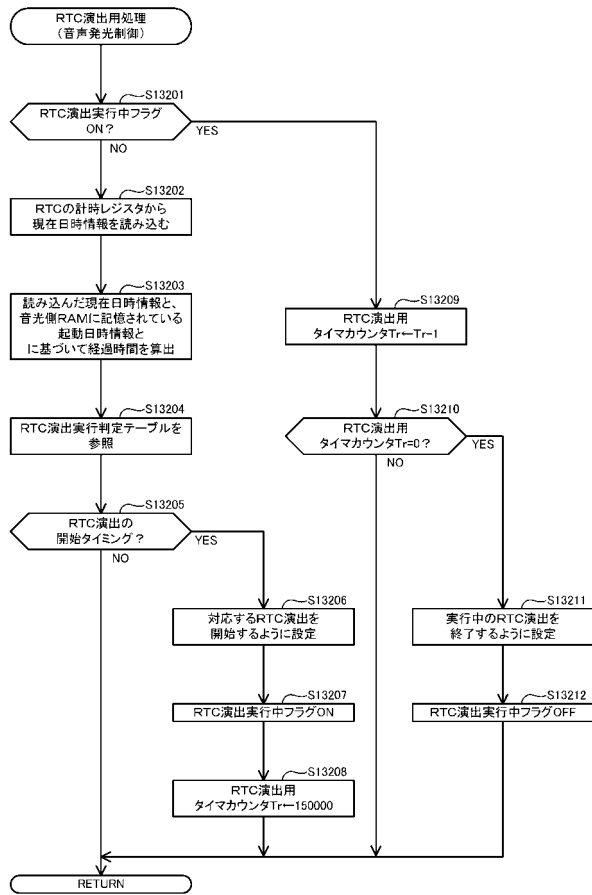 RTC演出用処理
(音声発光制御)
S13201
RTC演出実行中フラグ
ON?
YES
NO
S13202
RTCの計時レジスタから
現在日時情報を読み込む
S13203
読み込んだ現在日時情報と、
音光側RAMに記憶されている
起動日時情報と
に基づいて経過時間を算出
S13204
RTC演出実行判定テーブルを
参照
S13205
RTC演出の
開始タイミング?
YES
NO
S13206
対応するRTC演出を
開始するように設定
S13207
RTC演出実行中フラグON
S13208
RTC演出用
タイマカウンタTr←150000
S13209
RTC演出用
タイマカウンタTr←Tr-1
S13210
RTC演出用
タイマカウンタTr=0?
YES
NO
S13211
実行中のRTC演出を
終了するように設定
S13212
RTC演出実行中フラグOFF
RETURN